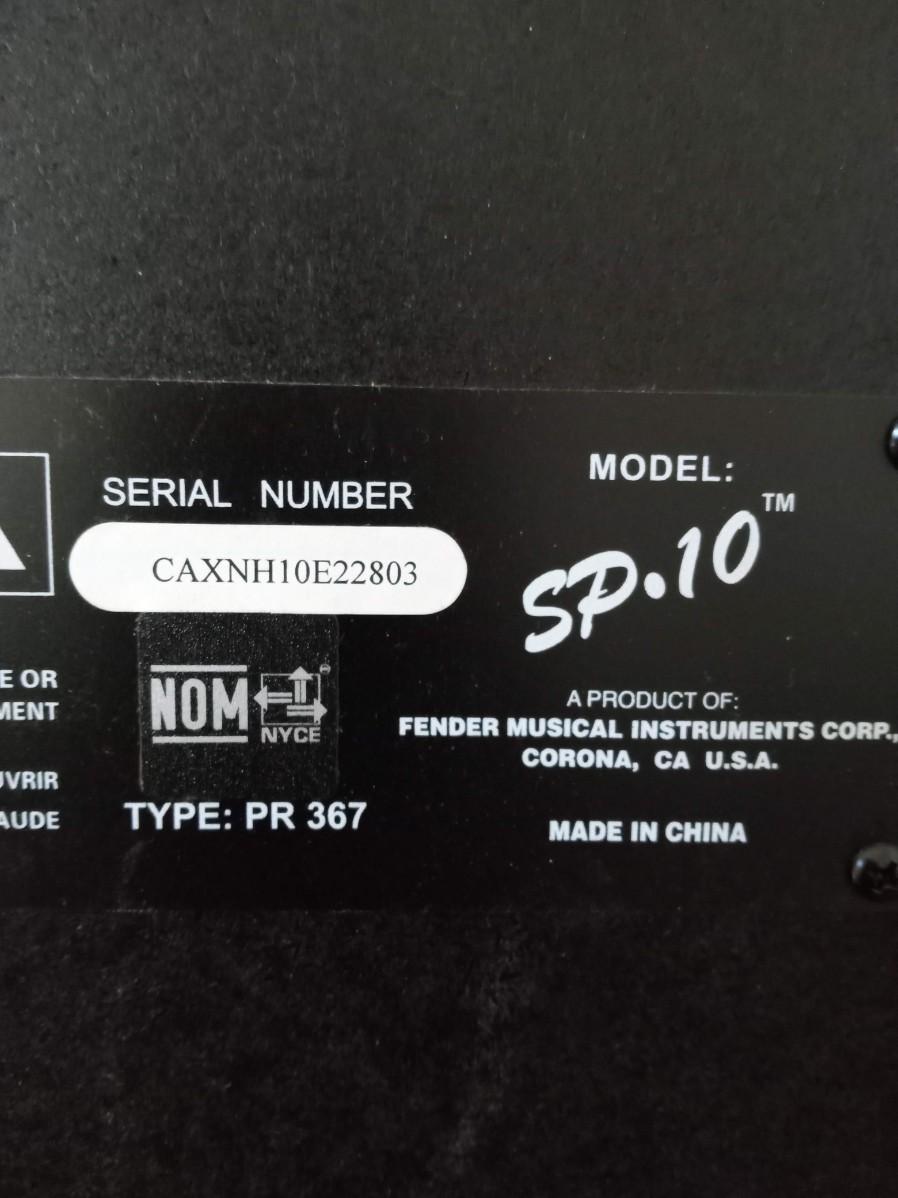 SERIAL NUMBER
CAXNH10E22803
NOM
NYCE
TYPE: PR 367
E OR
MENT
UVRIR
AUDE
MODEL:
SP.10™
A PRODUCT OF:
FENDER MUSICAL INSTRUMENTS CORP.,
CORONA, CA U.S.A.
MADE IN CHINA